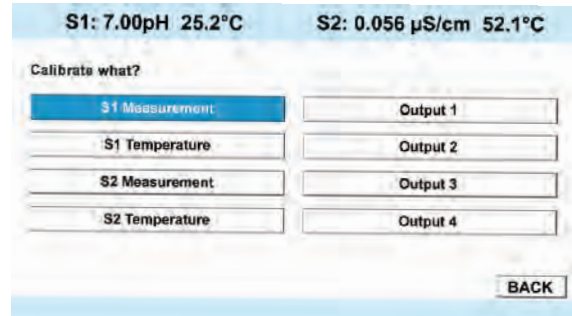 S1: 7.00pH 25.2°C S2: 0.056 µS/cm 52.1°C
Calibrate what?
S1 Measurement Output 1
S1 Temperature Output 2
S2 Measurement Output 3
S2 Temperature Output 4
BACK